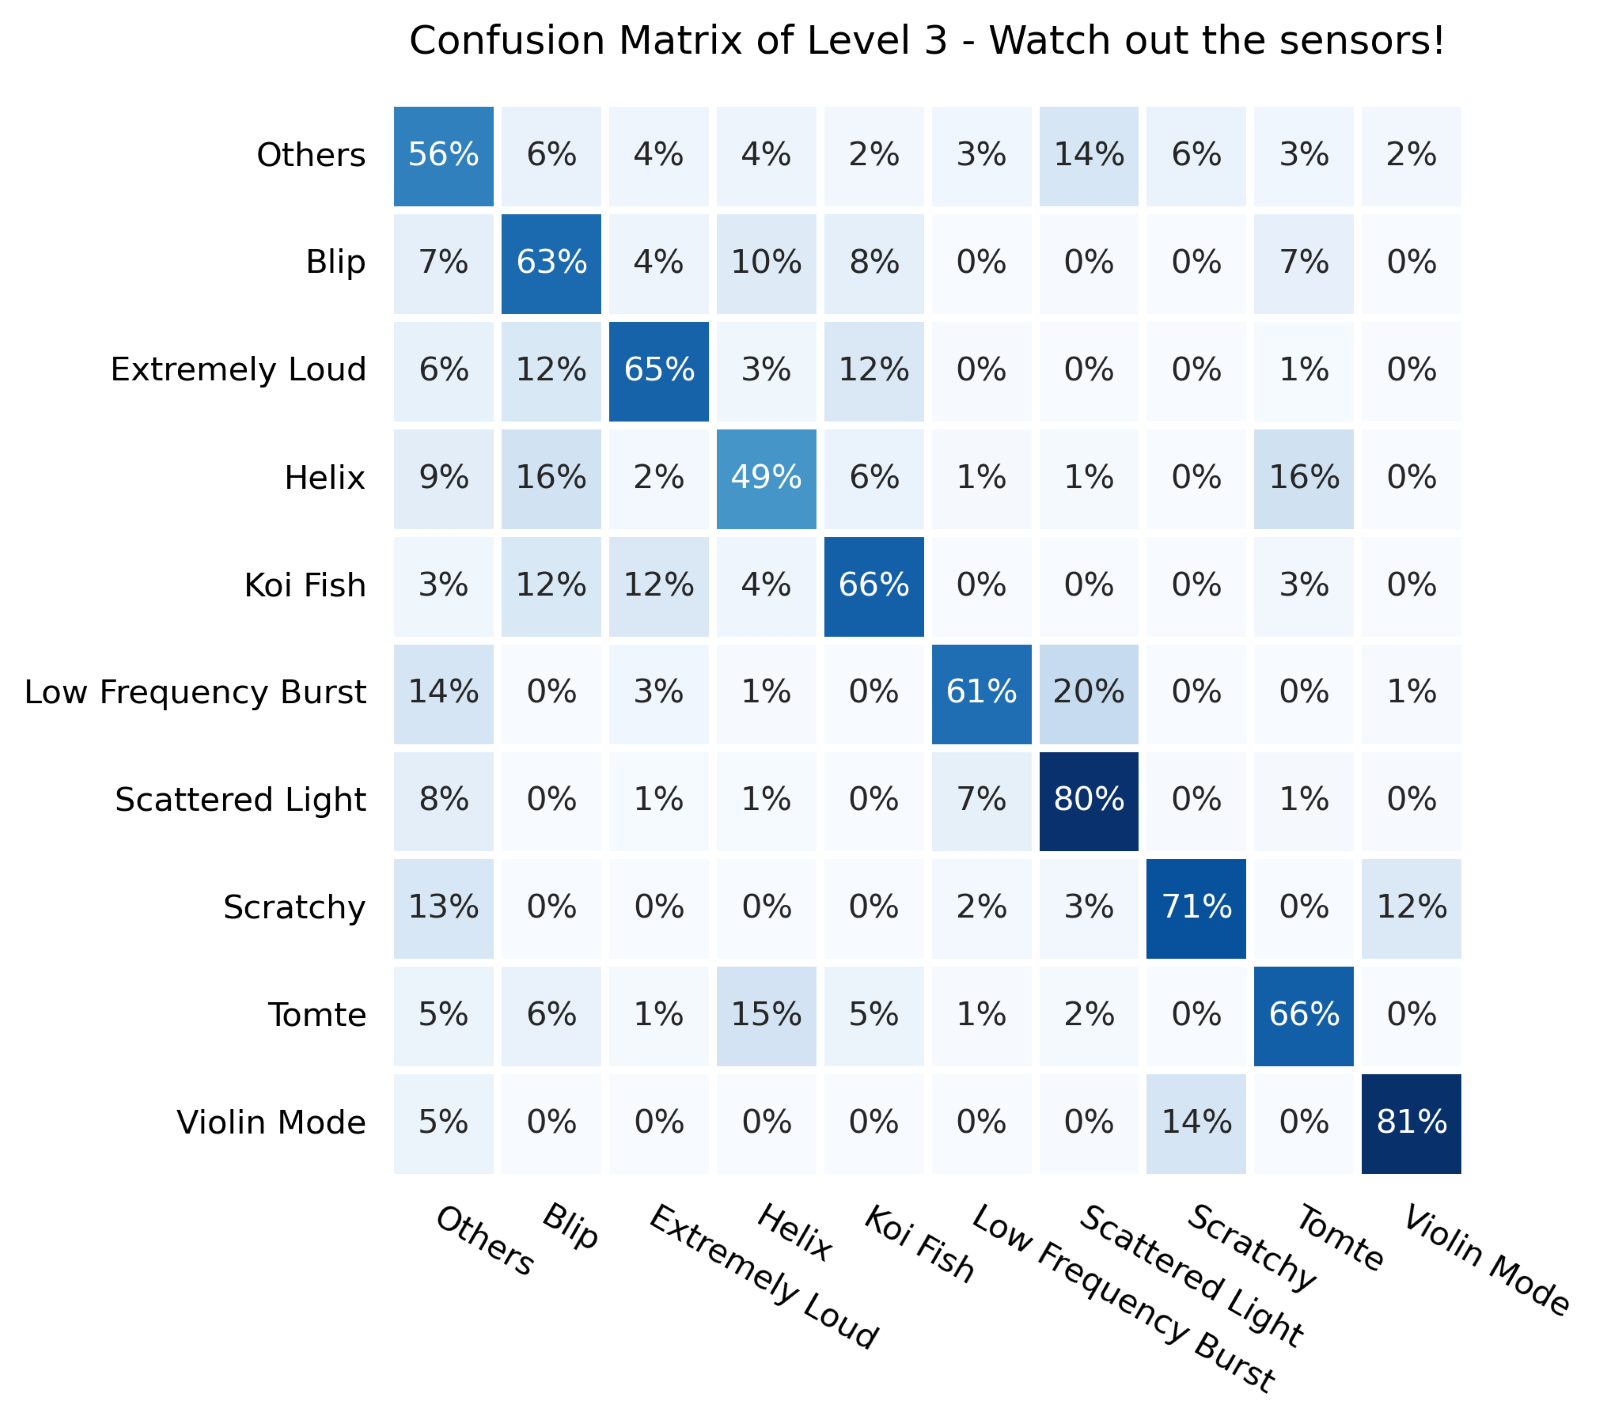 Confusion Matrix of Level 3 - Watch out the sensors!
Others 56% 6% 4% 4% 2% 3% 14% 6% 3% 2%
Blip 7% 63% 4% 10% 8% 0% 0% 0% 7% 0%
Extremely Loud 6% 12% 65% 3% 12% 0% 0% 0% 1% 0%
Helix 9% 16% 2% 49% 6% 1% 1% 0% 16% 0%
Koi Fish 3% 12% 12% 4% 66% 0% 0% 0% 3% 0%
Low Frequency Burst 14% 0% 3% 1% 0% 61% 20% 0% 0% 1%
Scattered Light 8% 0% 1% 1% 0% 7% 80% 0% 1% 0%
Scratchy 13% 0% 0% 0% 0% 2% 3% 71% 0% 12%
Tomte 5% 6% 1% 15% 5% 1% 2% 0% 66% 0%
Violin Mode 5% 0% 0% 0% 0% 0% 0% 14% 0% 81%
Others
Blip
Extremely Loud
Helix
Koi Fish
Low Frequency Burst
Scattered Light
Scratchy
Tomte
Violin Mode